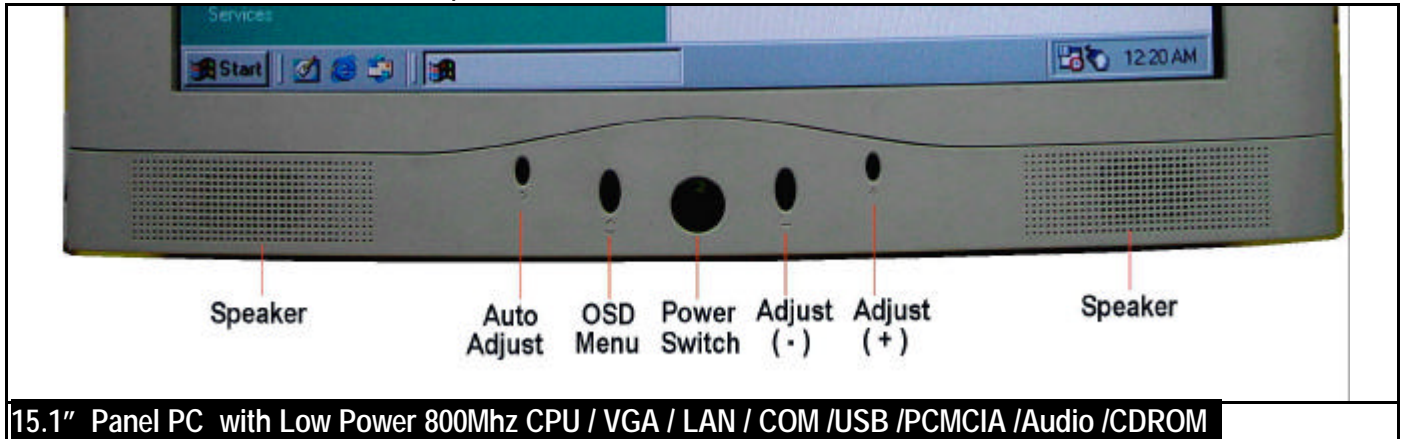 Services
Start
12:20 AM
Speaker
Auto
Adjust
OSD
Menu
Power
Switch
Adjust
( - )
Adjust
( + )
Speaker
15.1" Panel PC with Low Power 800Mhz CPU / VGA / LAN / COM /USB /PCMCIA /Audio /CDROM